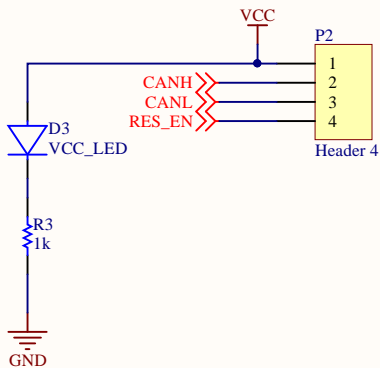 VCC
P2
1
CANH 2
CANL 3
RES_EN 4
Header 4
D3
VCC_LED
R3
1k
GND